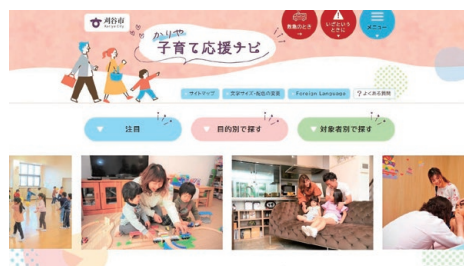 刈谷市
Kariya City
かりや
子育て応援ナビ
救急のとき
→
いざという
ときに
メニュー
サイトマップ
文字サイズ・配色の変更
Foreign Language
? よくある質問
▼ 注目
▼ 目的別で探す
▼ 対象者別で探す